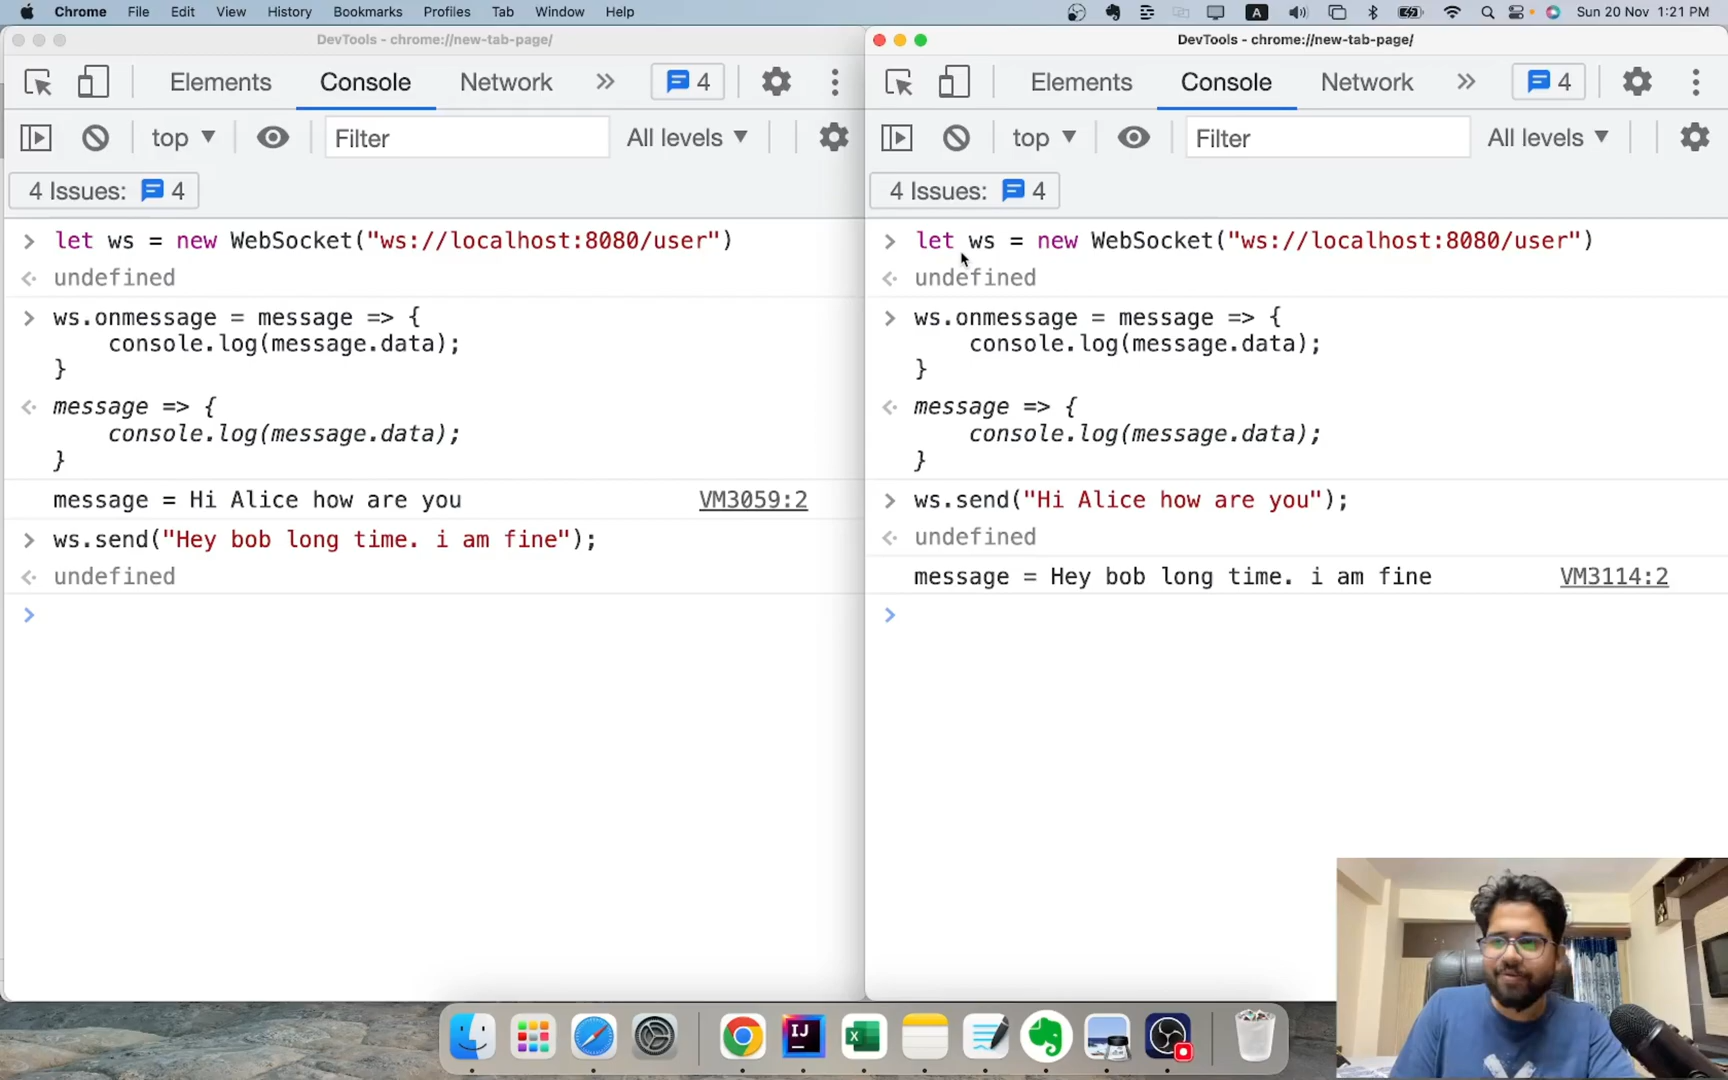 Chrome File Edit View History Bookmarks Profiles Tab Window Help A Sun 20 Nov 1:21 PM
DevTools - chrome://new-tab-page/
Elements Console Network » 4
top ▼ Filter All levels ▼
4 Issues: 4
> let ws = new WebSocket("ws://localhost:8080/user")
undefined
> ws.onmessage = message => {
console.log(message.data);
}
message => {
console.log(message.data);
}
message = Hi Alice how are you VM3059:2
> ws.send("Hey bob long time. i am fine");
undefined
>
DevTools - chrome://new-tab-page/
Elements Console Network » 4
top ▼ Filter All levels ▼
4 Issues: 4
> let ws = new WebSocket("ws://localhost:8080/user")
undefined
> ws.onmessage = message => {
console.log(message.data);
}
message => {
console.log(message.data);
}
> ws.send("Hi Alice how are you");
undefined
message = Hey bob long time. i am fine VM3114:2
>
IJ
X